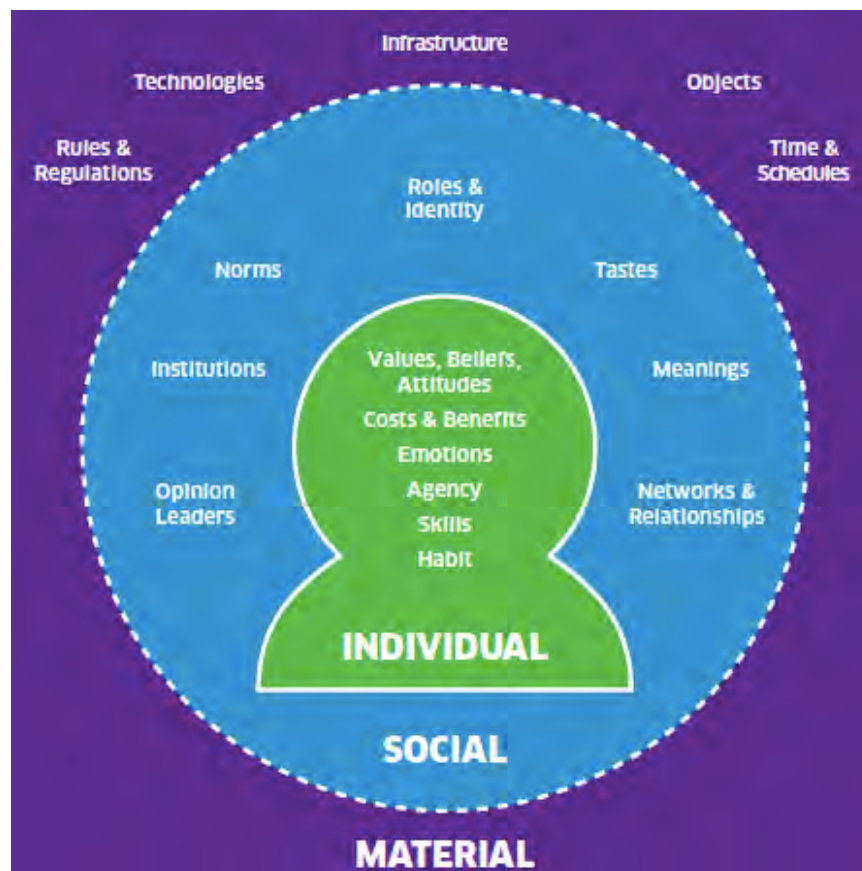 Infrastructure
Technologies
Objects
Rules &
Regulations
Time &
Schedules
Roles &
Identity
Norms
Tastes
Institutions
Values, Beliefs,
Attitudes
Meanings
Costs & Benefits
Emotions
Agency
Opinion
Leaders
Networks &
Relationships
Skills
Habit
INDIVIDUAL
SOCIAL
MATERIAL